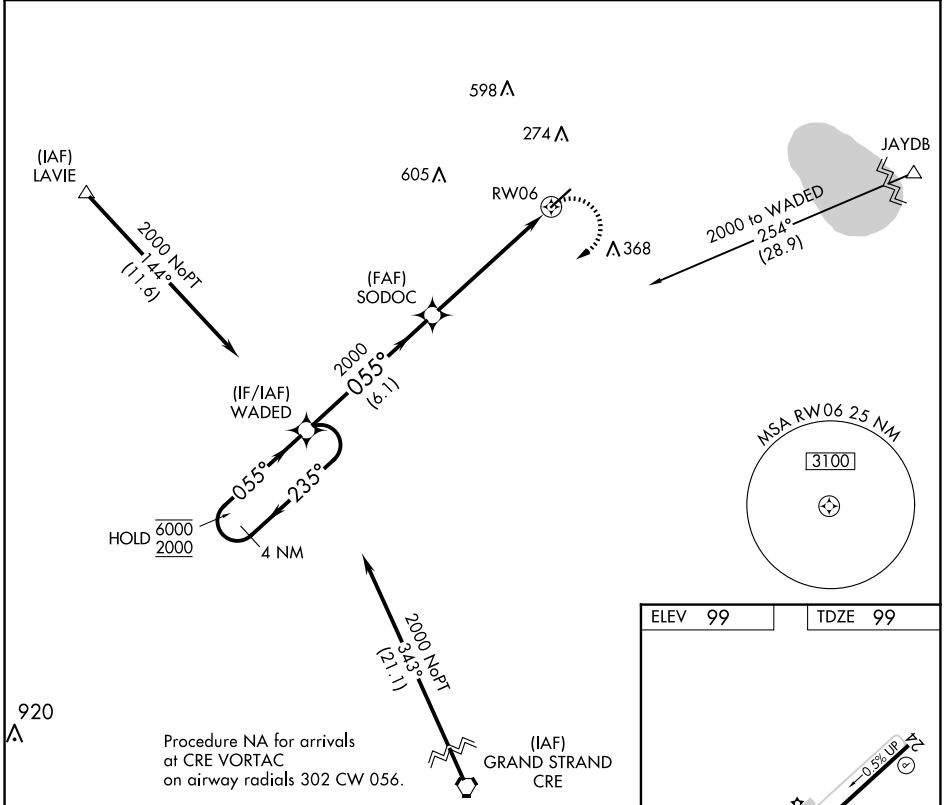 598
274
605
RW06
368
JAYDB
2000 to WADED
254°
(28.9)
(IAF)
LAVIE
2000 NoPT
144°
(11.6)
(FAF)
SODOC
2000
055°
(6.1)
(IF/IAF)
WADED
055°
235°
HOLD 6000
2000
4 NM
MSA RW06 25 NM
3100
2000 NoPT
343°
(21.1)
920
Procedure NA for arrivals
at CRE VORTAC
on airway radials 302 CW 056.
(IAF)
GRAND STRAND
CRE
ELEV 99
TDZE 99
24
0.5% UP
P